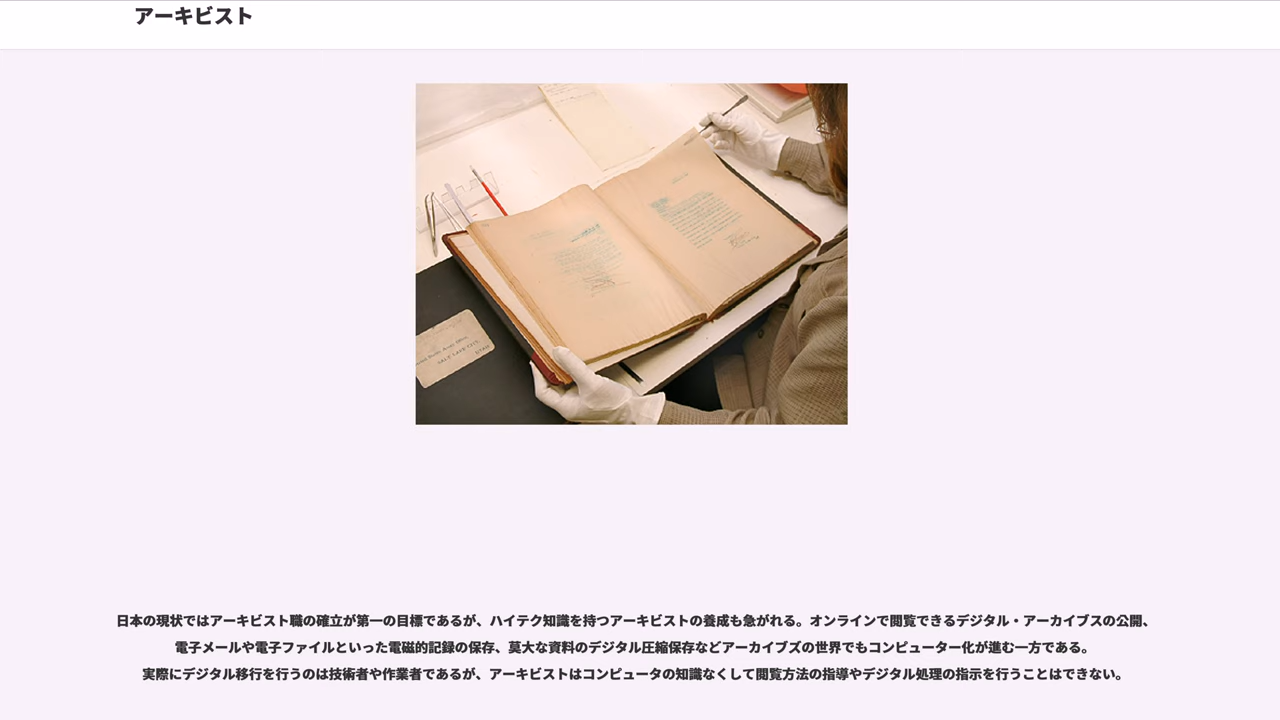 アーキビスト
SALT LAKE CITY,
日本の現状ではアーキビスト職の確立が第一の目標であるが、ハイテク知識を持つアーキビストの養成も急がれる。オンラインで閲覧できるデジタル・アーカイブスの公開、
電子メールや電子ファイルといった電磁的記録の保存、莫大な資料のデジタル圧縮保存などアーカイブズの世界でもコンピューター化が進む一方である。
実際にデジタル移行を行うのは技術者や作業者であるが、アーキビストはコンピュータの知識なくして閲覧方法の指導やデジタル処理の指示を行うことはできない。